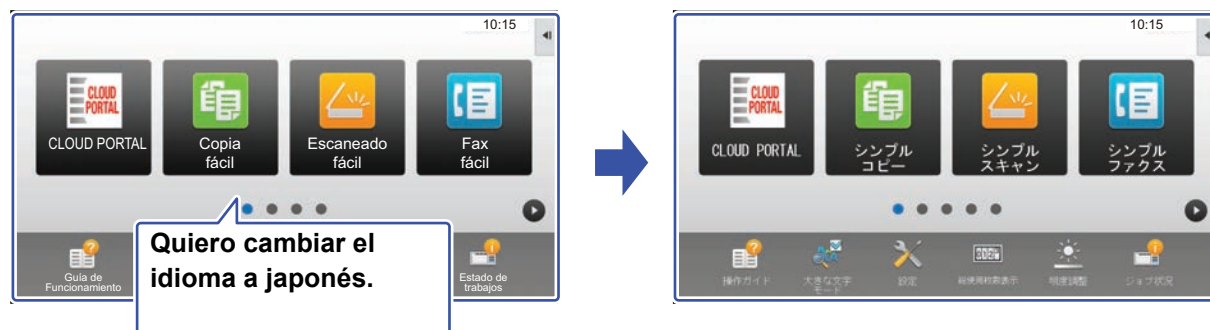 10:15
CLOUD
PORTAL
CLOUD PORTAL
Copia
fácil
Escaneado
fácil
Fax
fácil
Quiero cambiar el
idioma a japonés.
Guía de
Funcionamiento
Estado de
trabajos
10:15
CLOUD
PORTAL
CLOUD PORTAL
シンプル
コピー
シンプル
スキャン
シンプル
ファクス
操作ガイド
大きな文字
モード
設定
総使用枚数表示
明度調整
ジョブ状況